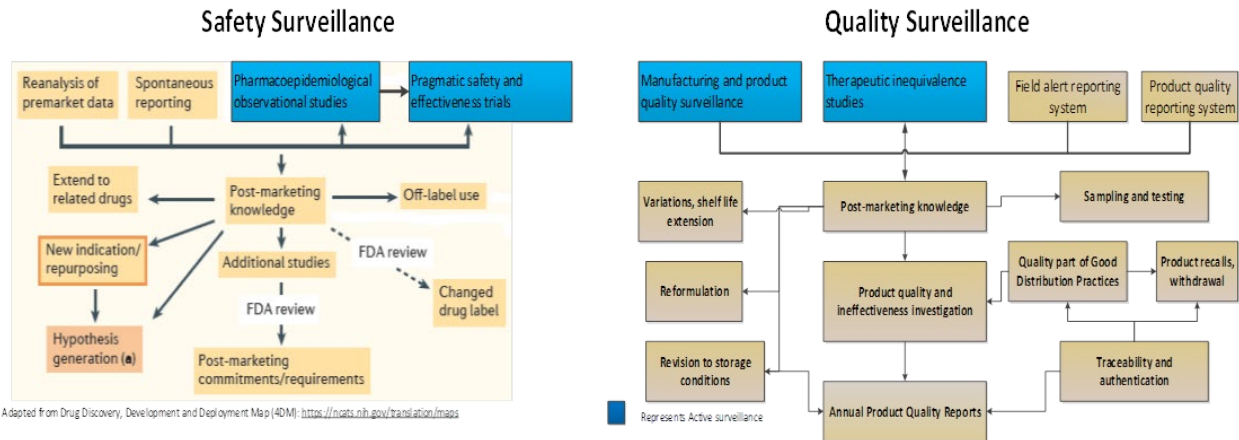 Safety Surveillance
Reanalysis of
premarket data
Spontaneous
reporting
Pharmacoepidemiological
observational studies
Pragmatic safety and
effectiveness trials
Extend to
related drugs
Post-marketing
knowledge
Off-label use
New indication/
repurposing
Additional studies
FDA review
Changed
drug label
FDA review
Hypothesis
generation (a)
Post-marketing
commitments/requirements
Adapted from Drug Discovery, Development and Deployment Map (4DM): https://ncats.nih.gov/translation/maps
Quality Surveillance
Manufacturing and product
quality surveillance
Therapeutic inequivalence
studies
Field alert reporting
system
Product quality
reporting system
Variations, shelf life
extension
Post-marketing knowledge
Sampling and testing
Reformulation
Product quality and
ineffectiveness investigation
Quality part of Good
Distribution Practices
Product recalls,
withdrawal
Revision to storage
conditions
Traceability and
authentication
Annual Product Quality Reports
Represents Active surveillance